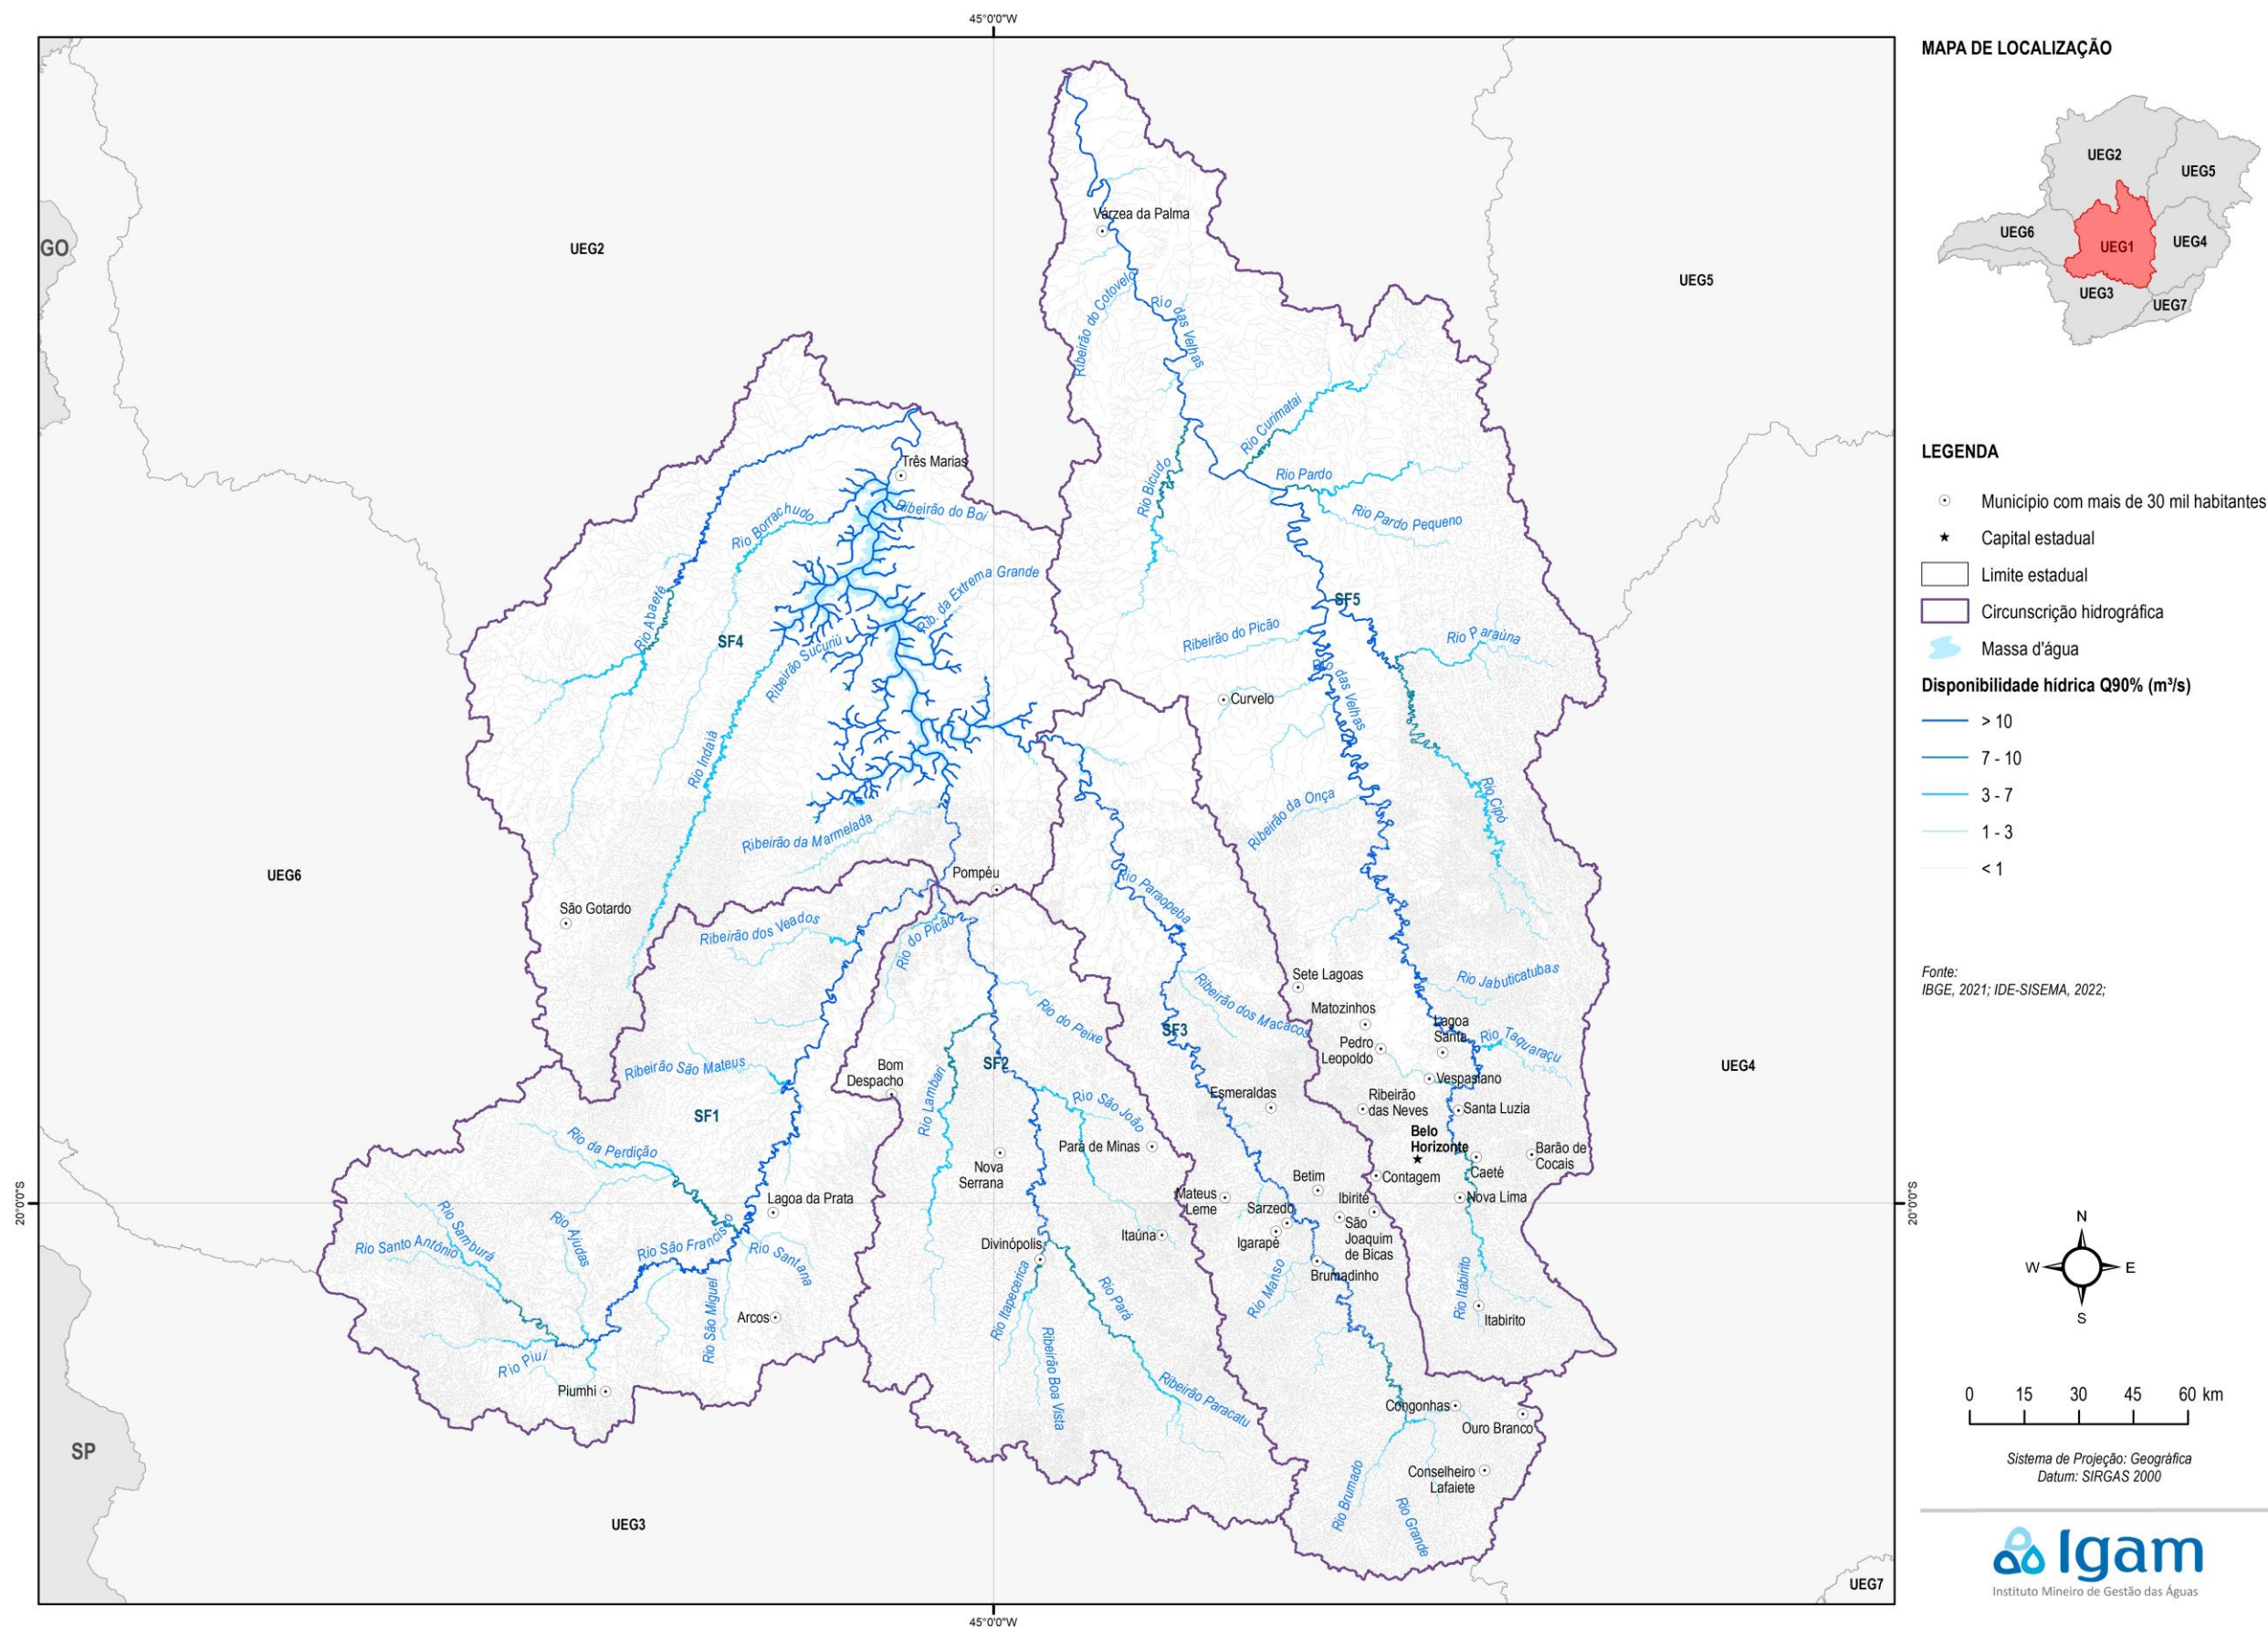 45°0'0"W
MAPA DE LOCALIZAÇÃO
UEG2
UEG5
UEG6
UEG1
UEG4
UEG3
UEG7
GO
UEG2
UEG5
Várzea da Palma
Ribeirão do Cotovelo
Rio das Velhas
Rio Curimataí
Rio Bicudo
Rio Pardo
Rio Pardo Pequeno
Três Marias
Ribeirão do Boi
Rio Borrachudo
Rib. da Extrema Grande
Rio Abaeté
SF4
Ribeirão Sucuriú
SF5
Ribeirão do Picão
Rio Paraúna
Curvelo
Rio das Velhas
Rio Indaiá
Rio Cipó
Ribeirão da Onça
Ribeirão da Marmelada
UEG6
Pompéu
Rio Paraopeba
São Gotardo
Ribeirão dos Veados
Rio do Picão
Sete Lagoas
Rio Jabuticatubas
Ribeirão dos Macacos
Rio do Peixe
Matozinhos
SF3
Lagoa
Santa
Rio Taquaraçu
Pedro
Leopoldo
SF2
UEG4
Ribeirão São Mateus
Bom
Despacho
Vespasiano
Esmeraldas
Ribeirão
das Neves
Santa Luzia
Rio Lambari
Rio São João
SF1
Belo
Horizonte
Rio da Perdição
Pará de Minas
Barão de
Cocais
Nova
Serrana
Caeté
Betim
Contagem
20°0'0"S
Lagoa da Prata
Mateus
Leme
Ibirité
Nova Lima
20°0'0"S
Sarzedo
São
Joaquim
de Bicas
Rio Samburá
Rio Ajudas
Rio São Francisco
Rio Santana
Rio Santo Antônio
Divinópolis
Itaúna
Igarapé
Brumadinho
Rio São Miguel
Rio Itapecerica
Rio Pará
Rio Manso
Rio Itabirito
Arcos
Itabirito
Rio Piuí
Ribeirão Boa Vista
Piumhi
Ribeirão Paracatu
Congonhas
Ouro Branco
SP
Conselheiro
Lafaiete
Rio Brumado
Rio Grande
UEG3
UEG7
45°0'0"W
LEGENDA
Município com mais de 30 mil habitantes
Capital estadual
Limite estadual
Circunscrição hidrográfica
Massa d'água
Disponibilidade hídrica Q90% (m³/s)
> 10
7 - 10
3 - 7
1 - 3
< 1
Fonte:
IBGE, 2021; IDE-SISEMA, 2022;
N
W
E
S
0 15 30 45 60 km
Sistema de Projeção: Geográfica
Datum: SIRGAS 2000
Igam
Instituto Mineiro de Gestão das Águas